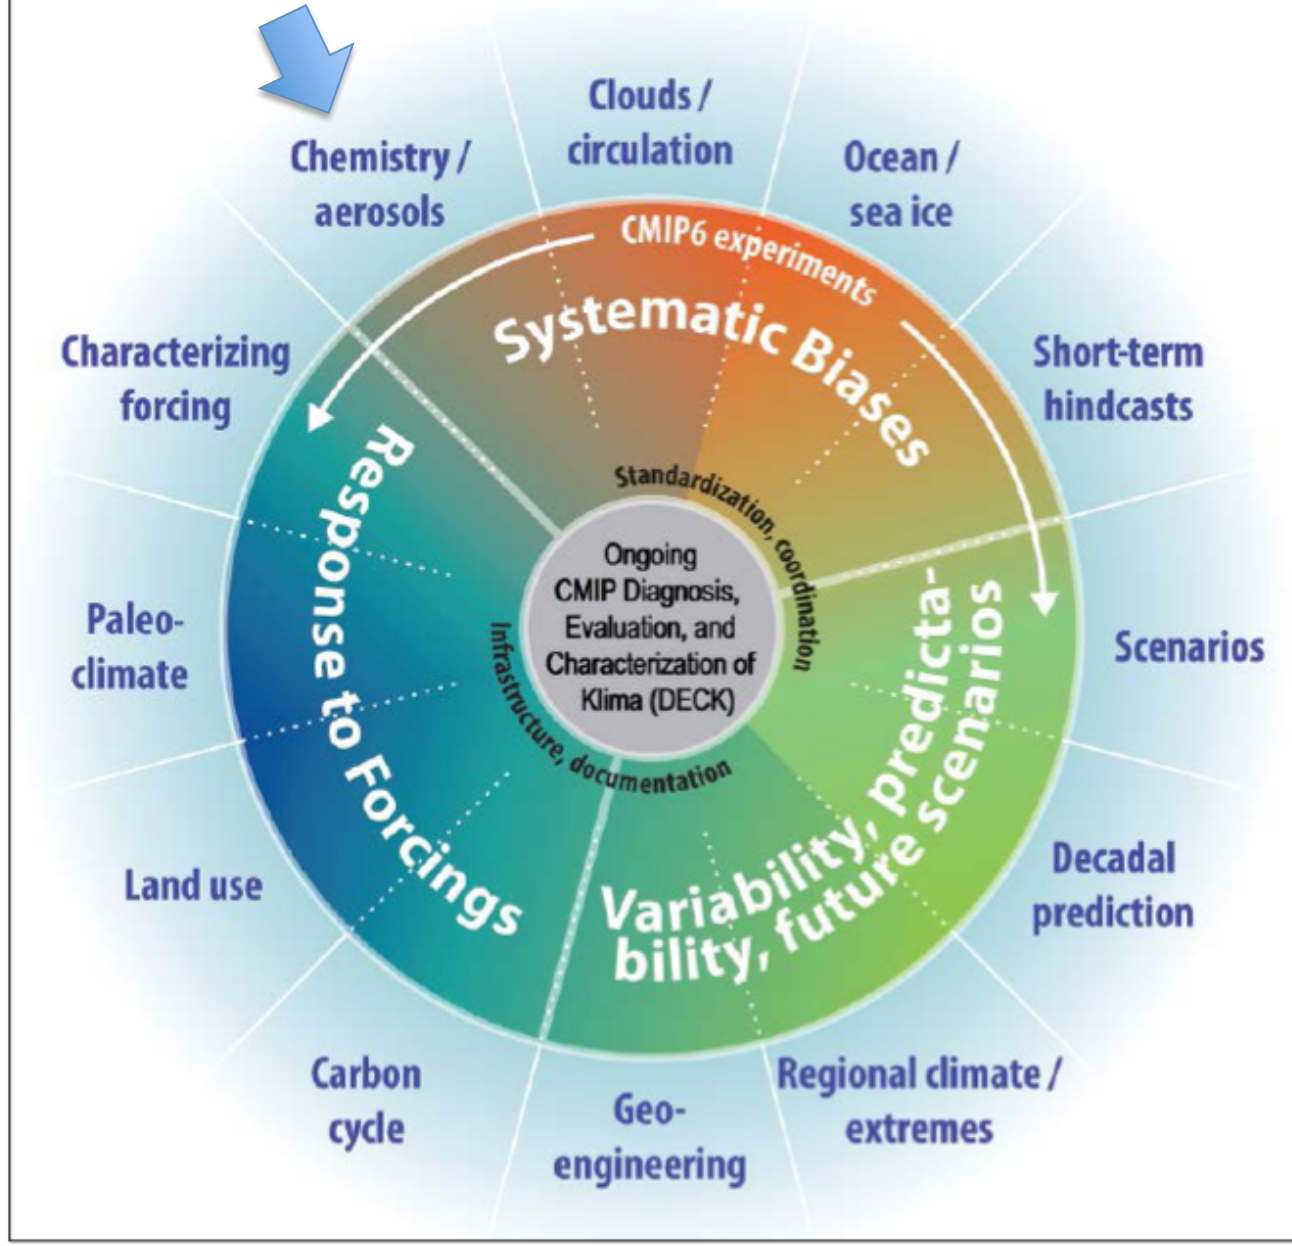 Clouds /
circulation
Chemistry /
aerosols
Ocean /
sea ice
CMIP6 experiments
Systematic Biases
Characterizing
forcing
Short-term
hindcasts
Standardization, coordination
Response to Forcings
Ongoing
CMIP Diagnosis,
Evaluation, and
Characterization of
Klima (DECK)
Infrastructure, documentation
Paleo-
climate
Scenarios
Variability, predicta-
bility, future scenarios
Land use
Decadal
prediction
Carbon
cycle
Geo-
engineering
Regional climate /
extremes